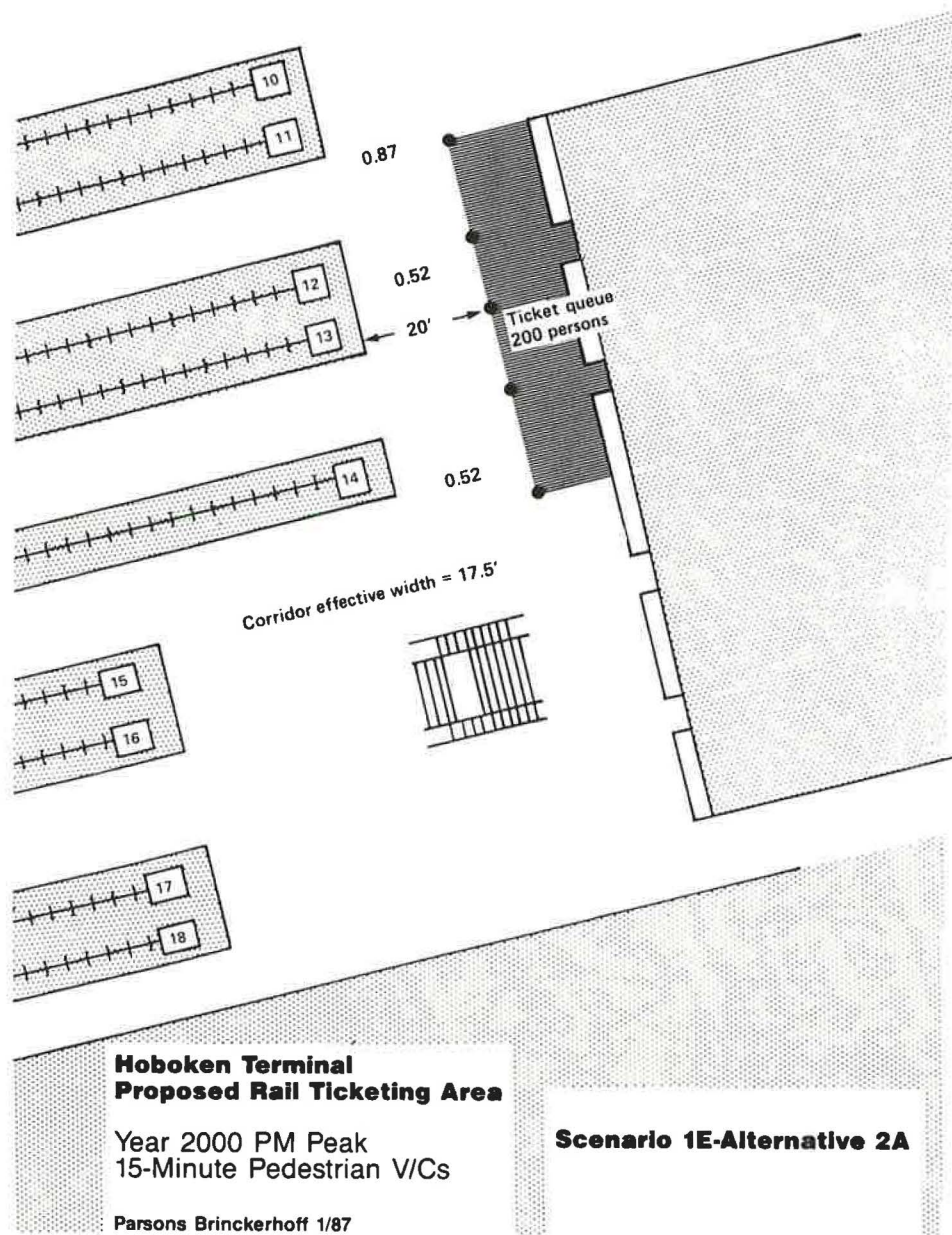 10
11
0.87
12
0.52
20'
Ticket queue
200 persons
13
14
0.52
Corridor effective width = 17.5'
15
16
17
18
Hoboken Terminal
Proposed Rail Ticketing Area
Year 2000 PM Peak
15-Minute Pedestrian V/Cs
Parsons Brinckerhoff 1/87
Scenario 1E-Alternative 2A